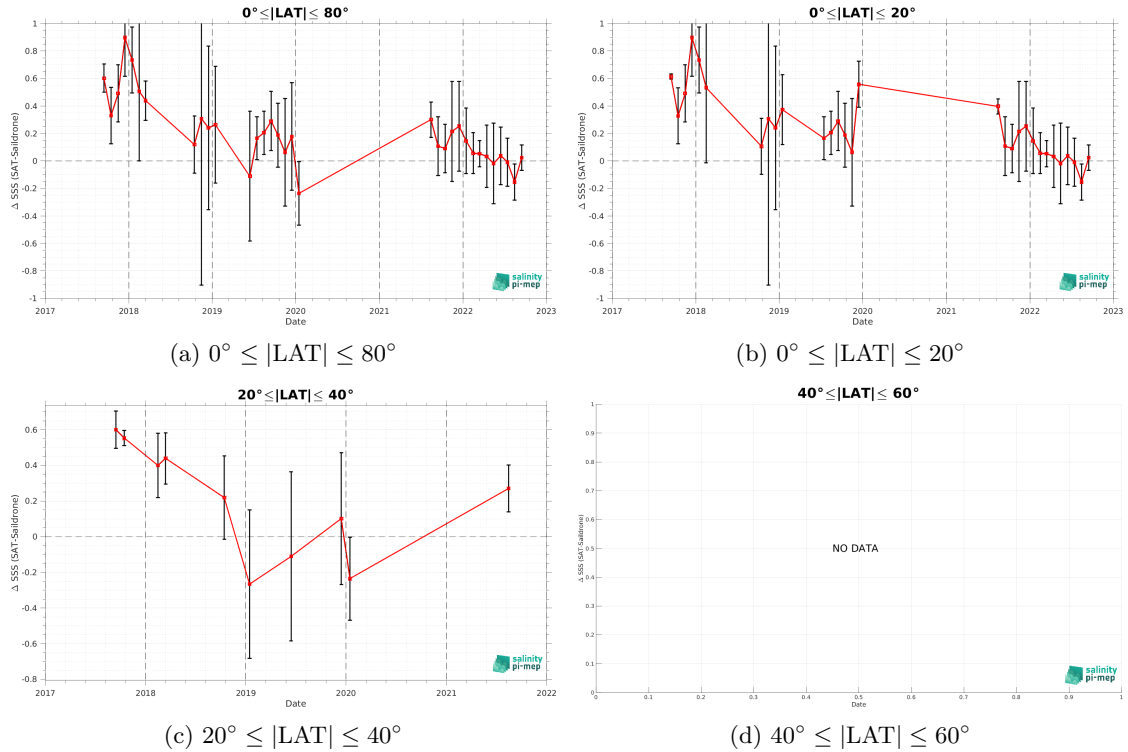 0°≤|LAT|≤ 80°
Δ SSS (SAT-Saildrone)
1
0.8
0.6
0.4
0.2
0
-0.2
-0.4
-0.6
-0.8
-1
2017 2018 2019 2020 2021 2022 2023
Date
salinity
pi-mep
(a) 0° ≤ |LAT| ≤ 80°
0°≤|LAT|≤ 20°
Δ SSS (SAT-Saildrone)
1
0.8
0.6
0.4
0.2
0
-0.2
-0.4
-0.6
-0.8
-1
2017 2018 2019 2020 2021 2022 2023
Date
salinity
pi-mep
(b) 0° ≤ |LAT| ≤ 20°
20°≤|LAT|≤ 40°
Δ SSS (SAT-Saildrone)
0.6
0.4
0.2
0
-0.2
-0.4
-0.6
-0.8
2017 2018 2019 2020 2021 2022
Date
salinity
pi-mep
(c) 20° ≤ |LAT| ≤ 40°
40°≤|LAT|≤ 60°
Δ SSS (SAT-Saildrone)
1
0.9
0.8
0.7
0.6
0.5
0.4
0.3
0.2
0.1
0
NO DATA
0 0.1 0.2 0.3 0.4 0.5 0.6 0.7 0.8 0.9 1
Date
salinity
pi-mep
(d) 40° ≤ |LAT| ≤ 60°